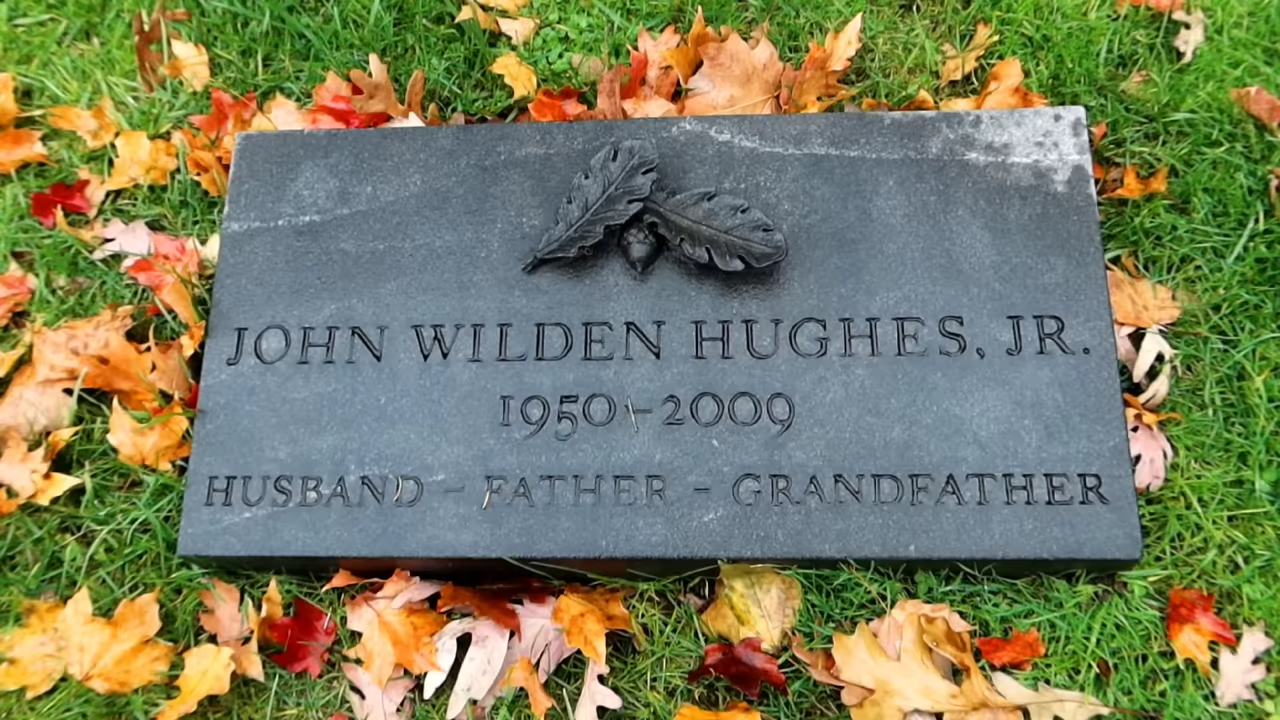 JOHN WILDEN HUGHES, JR.
1950-2009
HUSBAND - FATHER - GRANDFATHER